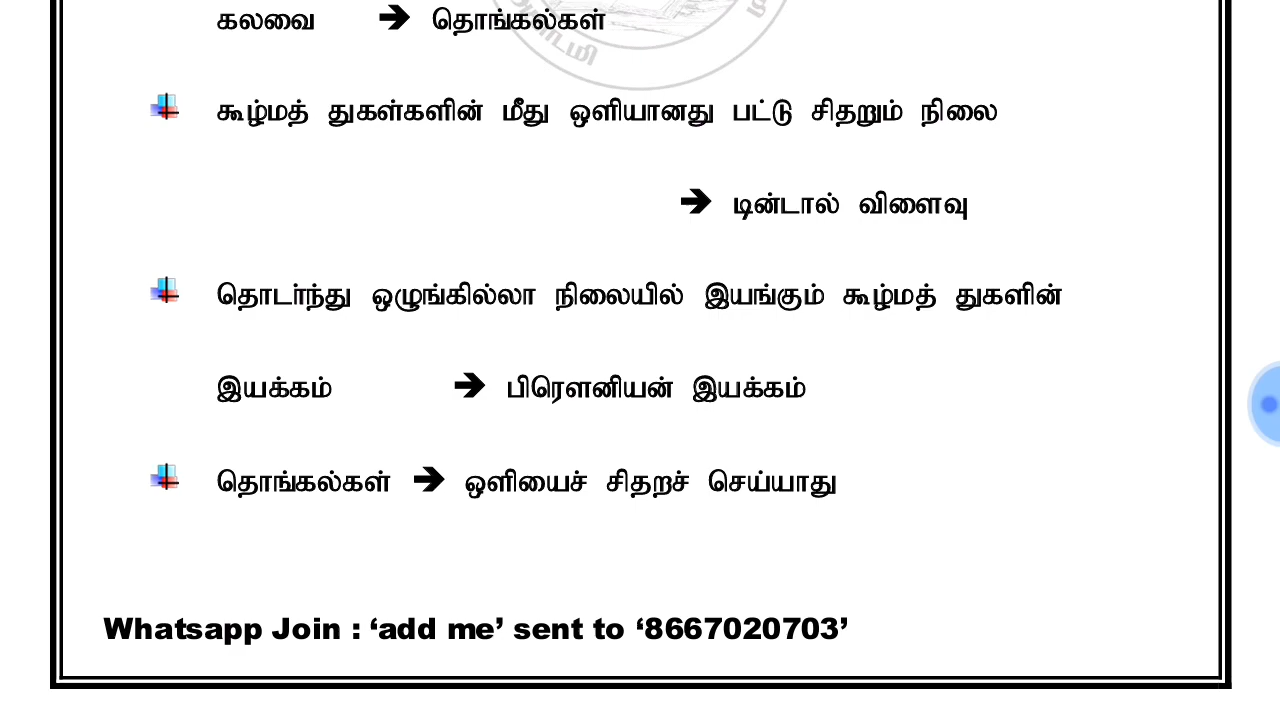 கலவை ➔ தொங்கல்கள்
கூழ்மத் துகள்களின் மீது ஒளியானது பட்டு சிதறும் நிலை
➔ டின்டால் விளைவு
தொடர்ந்து ஒழுங்கில்லா நிலையில் இயங்கும் கூழ்மத் துகளின்
இயக்கம் ➔ பிரௌனியன் இயக்கம்
தொங்கல்கள் ➔ ஒளியைச் சிதறச் செய்யாது
Whatsapp Join : ‘add me’ sent to ‘8667020703’